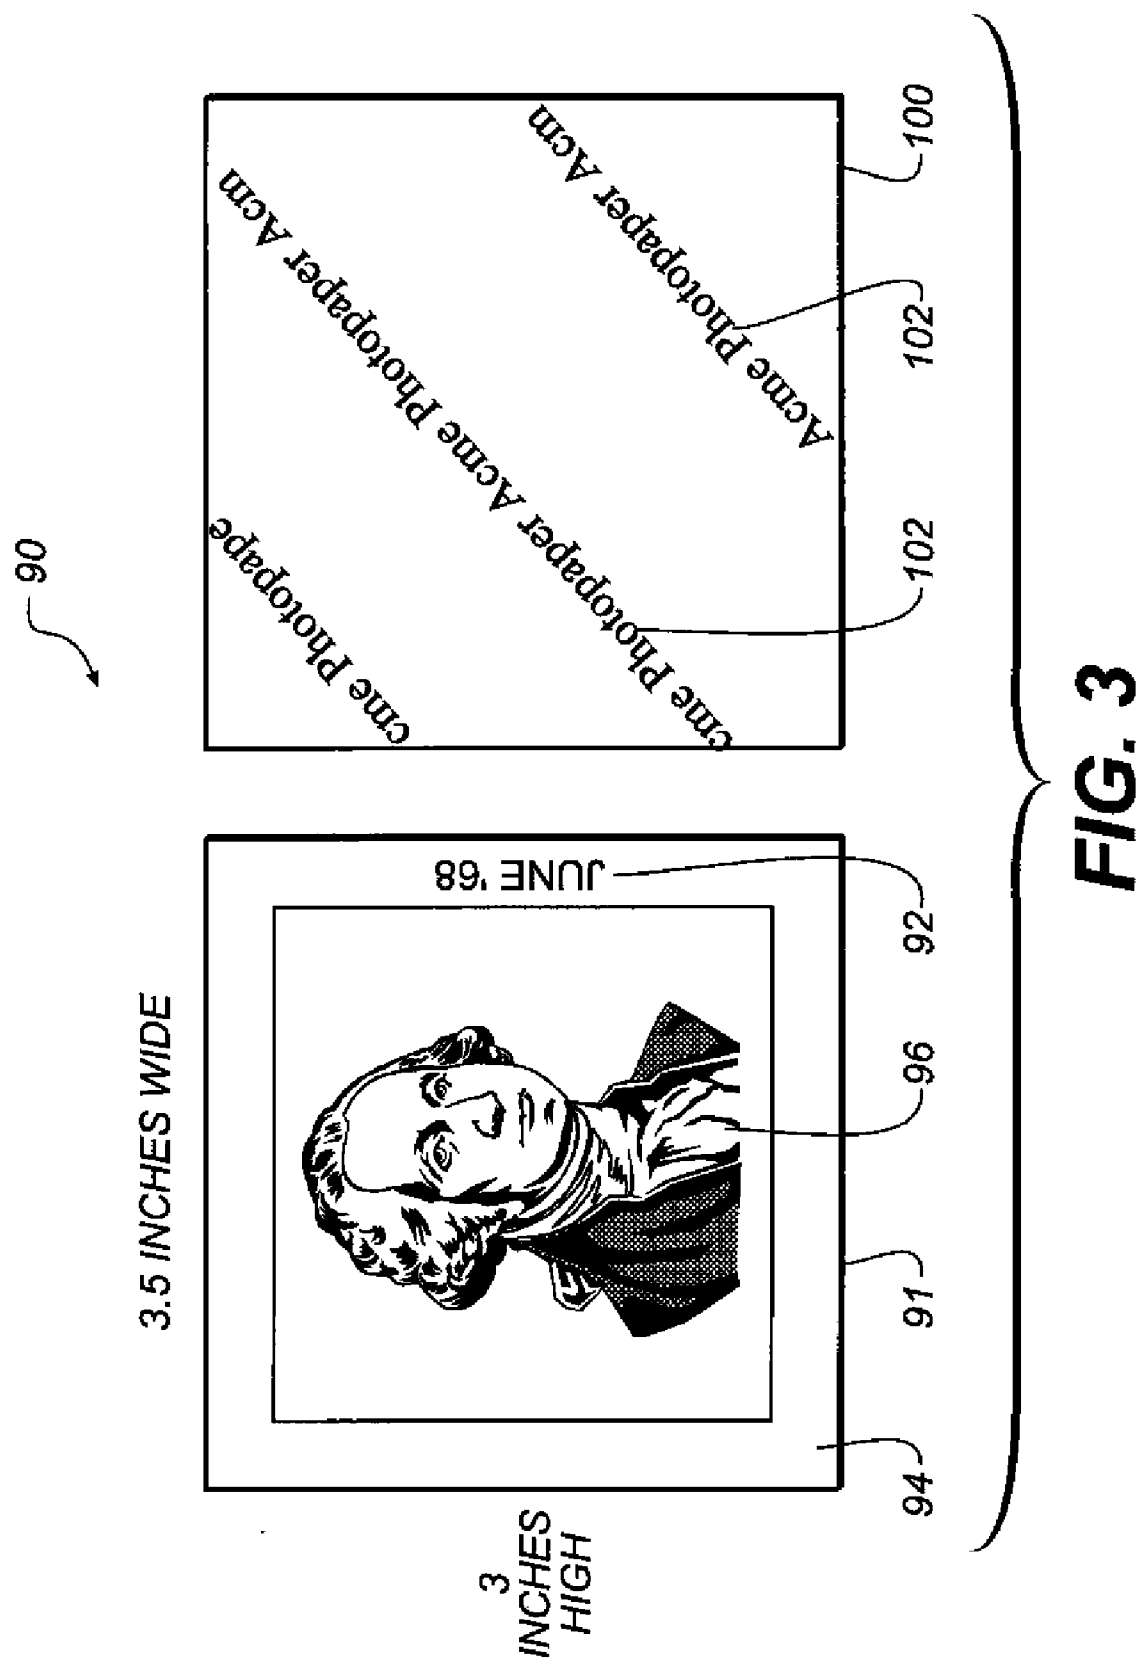 90
3.5 INCHES WIDE
3
INCHES
HIGH
JUNE '68
cme Photopape
cme Photopaper Acme Photopaper Acm
Acme Photopaper Acm
94 91 96 92 102 102 100
FIG. 3